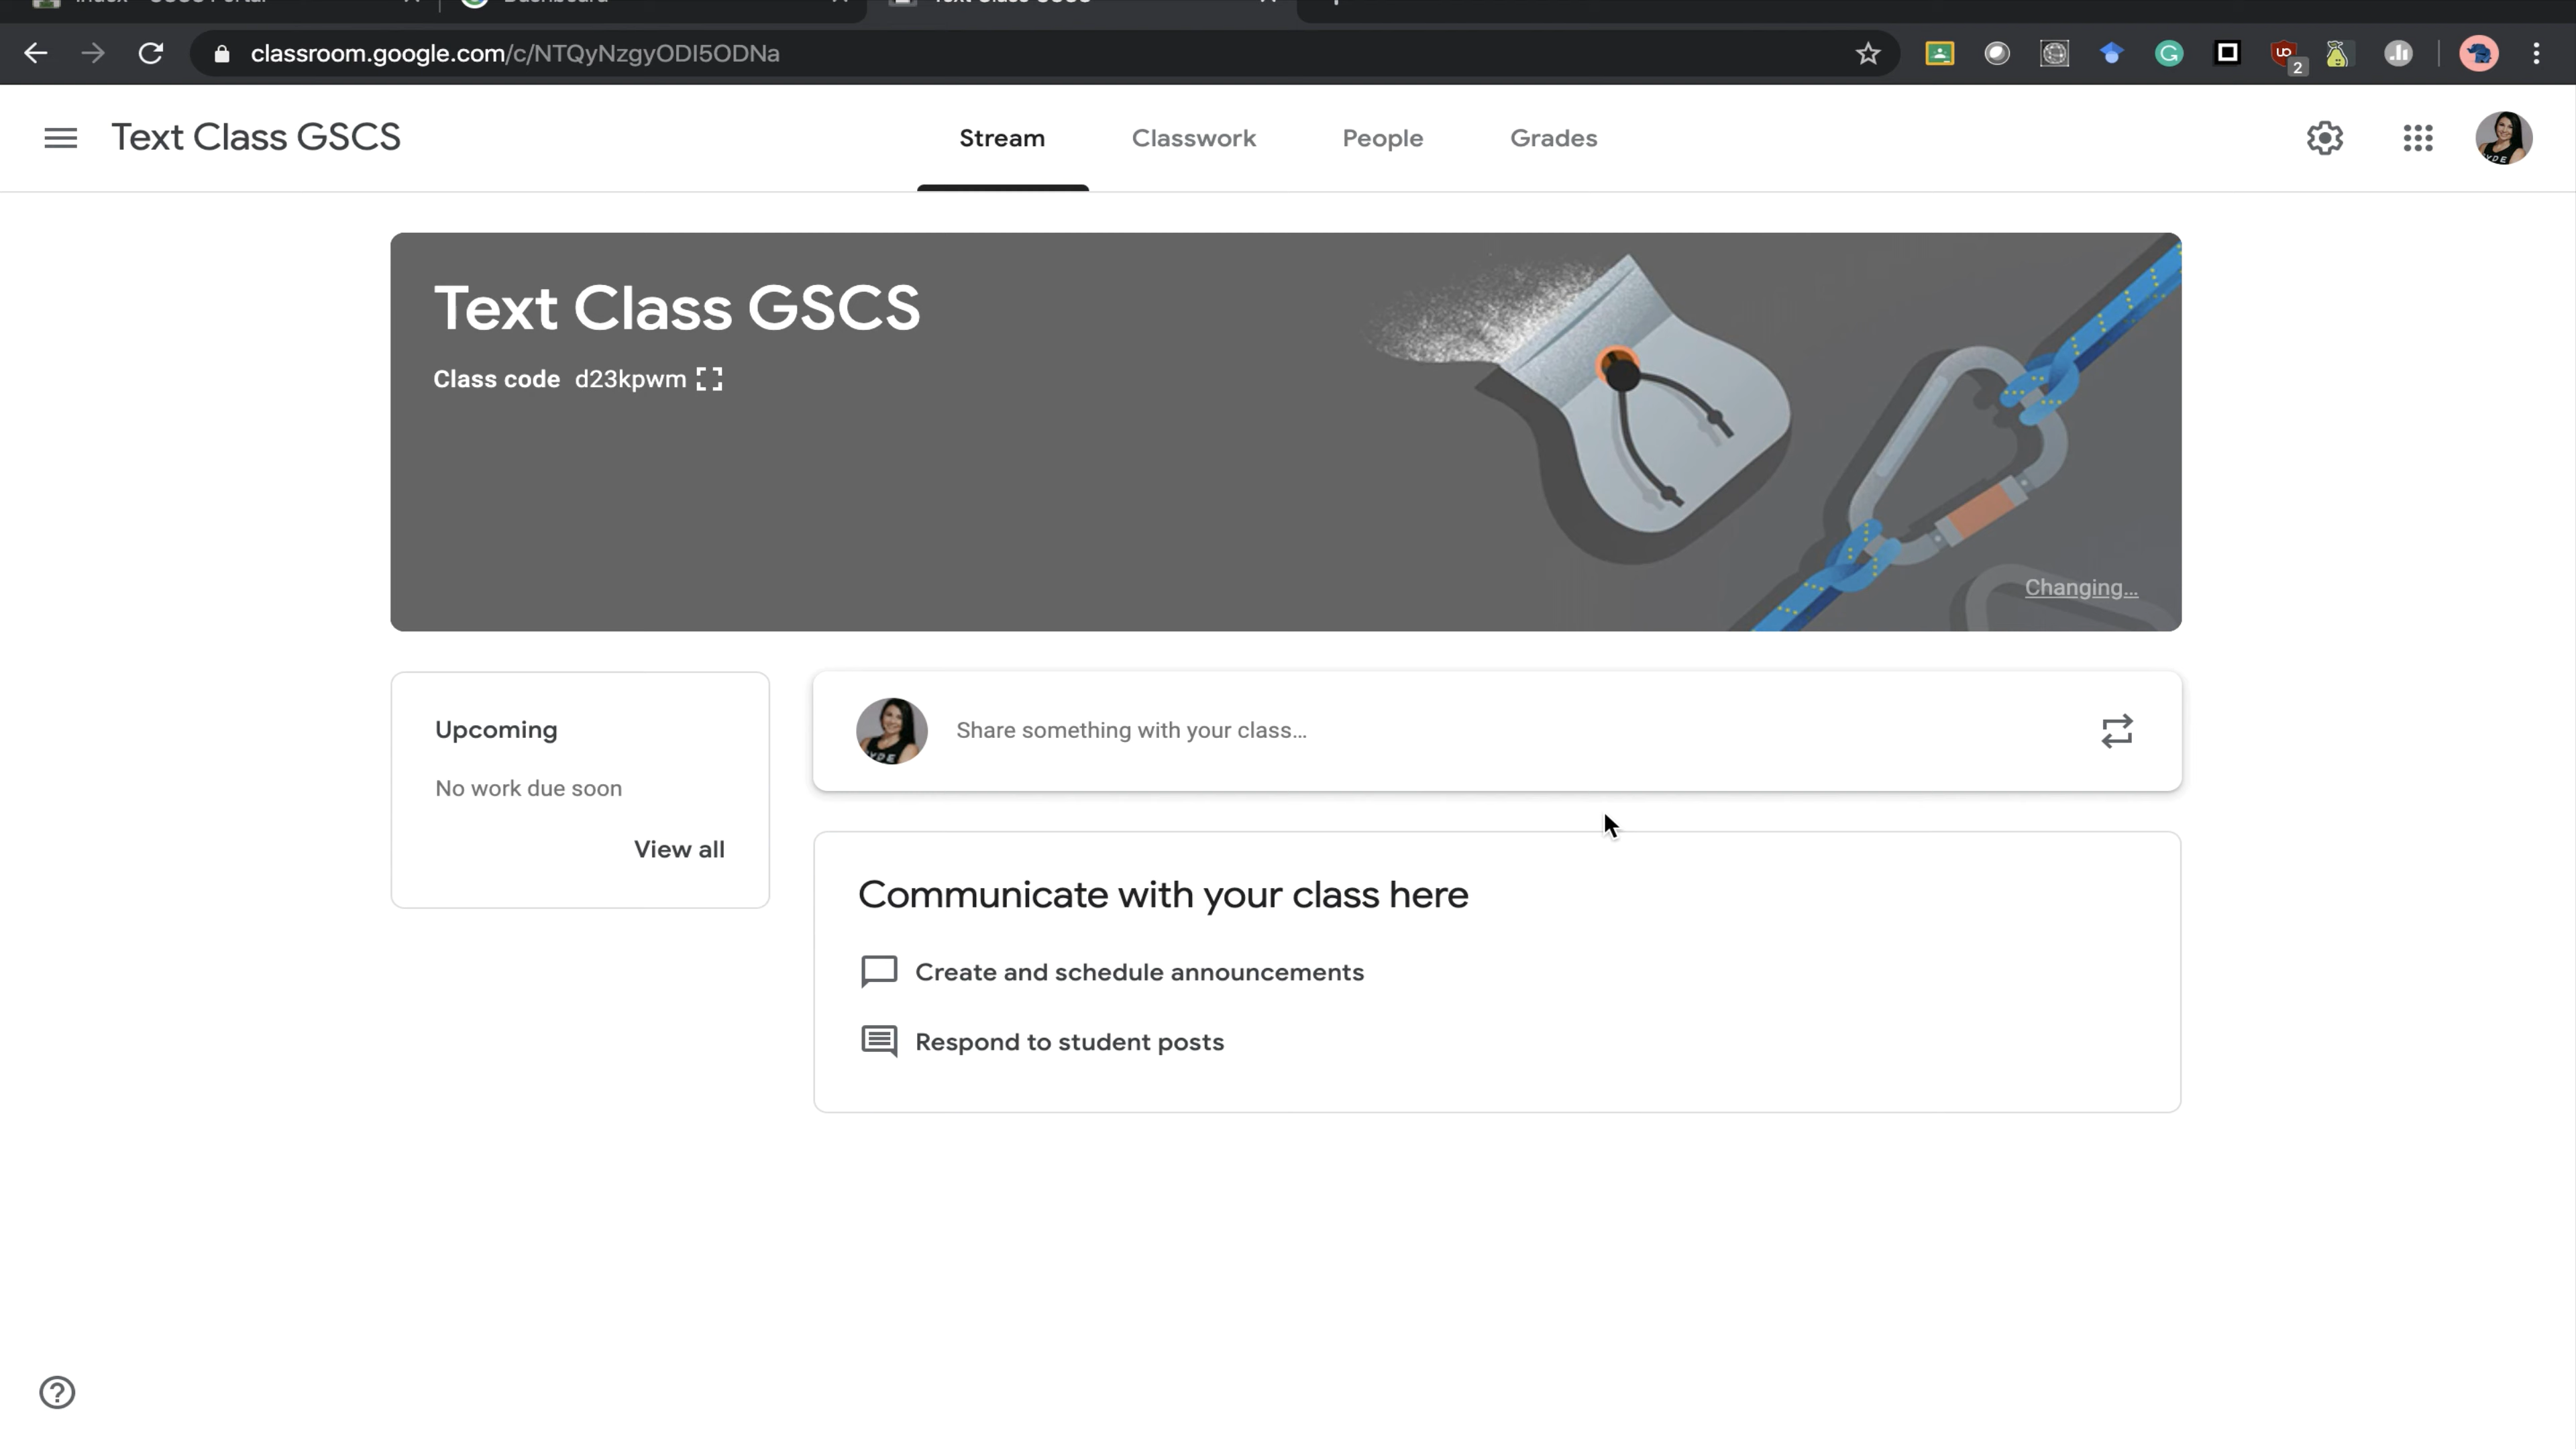 classroom.google.com/c/NTQyNzgyODI5ODNa
2
Text Class GSCS
Stream
Classwork
People
Grades
Text Class GSCS
Class code d23kpwm
Changing...
Upcoming
No work due soon
View all
Share something with your class...
Communicate with your class here
Create and schedule announcements
Respond to student posts